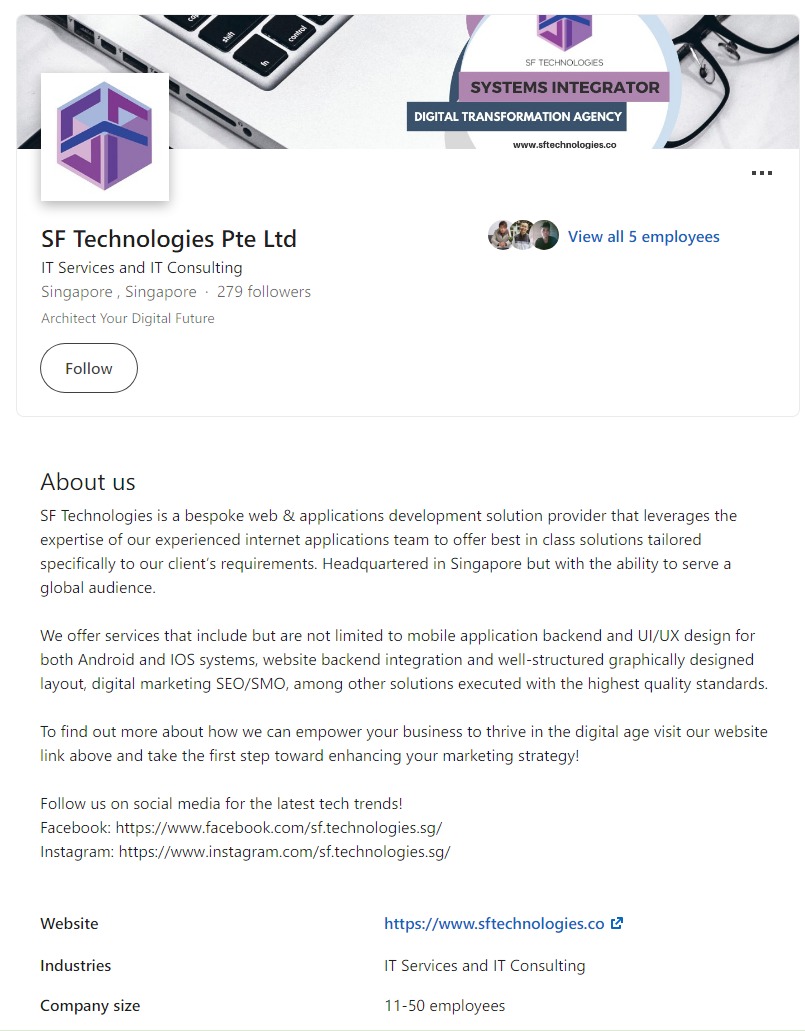 shift
control
fn
SF TECHNOLOGIES
SYSTEMS INTEGRATOR
DIGITAL TRANSFORMATION AGENCY
www.sftechnologies.co
SF
SF Technologies Pte Ltd
View all 5 employees
IT Services and IT Consulting
Singapore , Singapore · 279 followers
Architect Your Digital Future
Follow
About us
SF Technologies is a bespoke web & applications development solution provider that leverages the
expertise of our experienced internet applications team to offer best in class solutions tailored
specifically to our client's requirements. Headquartered in Singapore but with the ability to serve a
global audience.
We offer services that include but are not limited to mobile application backend and UI/UX design for
both Android and IOS systems, website backend integration and well-structured graphically designed
layout, digital marketing SEO/SMO, among other solutions executed with the highest quality standards.
To find out more about how we can empower your business to thrive in the digital age visit our website
link above and take the first step toward enhancing your marketing strategy!
Follow us on social media for the latest tech trends!
Facebook: https://www.facebook.com/sf.technologies.sg/
Instagram: https://www.instagram.com/sf.technologies.sg/
Website https://www.sftechnologies.co
Industries IT Services and IT Consulting
Company size 11-50 employees